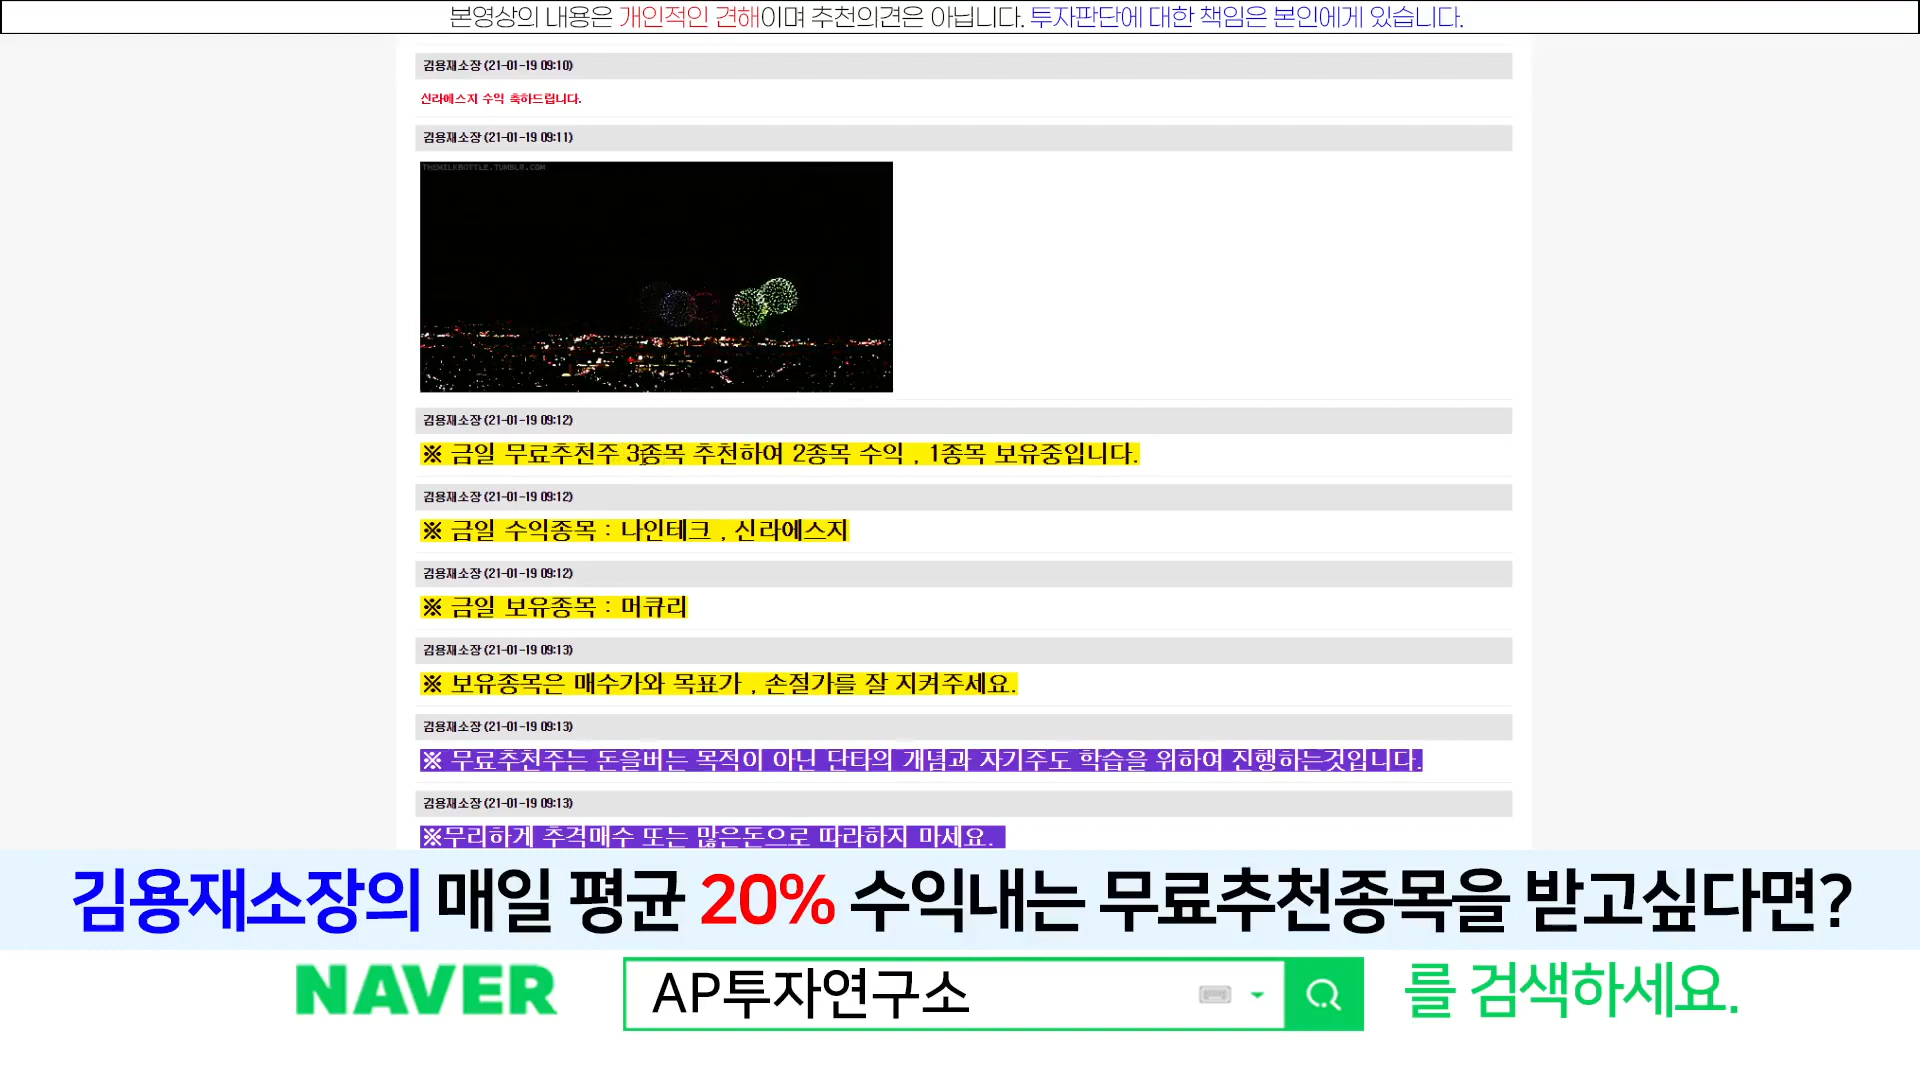 본영상의 내용은 개인적인 견해이며 추천의견은 아닙니다. 투자판단에 대한 책임은 본인에게 있습니다.
김용재소장 (21-01-19 09:10)
신라에스지 수익 축하드립니다.
김용재소장 (21-01-19 09:11)
THEMILKBOTTLE.TUMBLR.COM
김용재소장 (21-01-19 09:12)
※ 금일 무료추천주 3종목 추천하여 2종목 수익 , 1종목 보유중입니다.
김용재소장 (21-01-19 09:12)
※ 금일 수익종목 : 나인테크 , 신라에스지
김용재소장 (21-01-19 09:12)
※ 금일 보유종목 : 머큐리
김용재소장 (21-01-19 09:13)
※ 보유종목은 매수가와 목표가 , 손절가를 잘 지켜주세요.
김용재소장 (21-01-19 09:13)
※ 무료추천주는 돈을버는 목적이 아닌 단타의 개념과 자기주도 학습을 위하여 진행하는것입니다.
김용재소장 (21-01-19 09:13)
※무리하게 추격매수 또는 많은돈으로 따라하지 마세요.
김용재소장의 매일 평균 20% 수익내는 무료추천종목을 받고싶다면?
NAVER AP투자연구소 를 검색하세요.